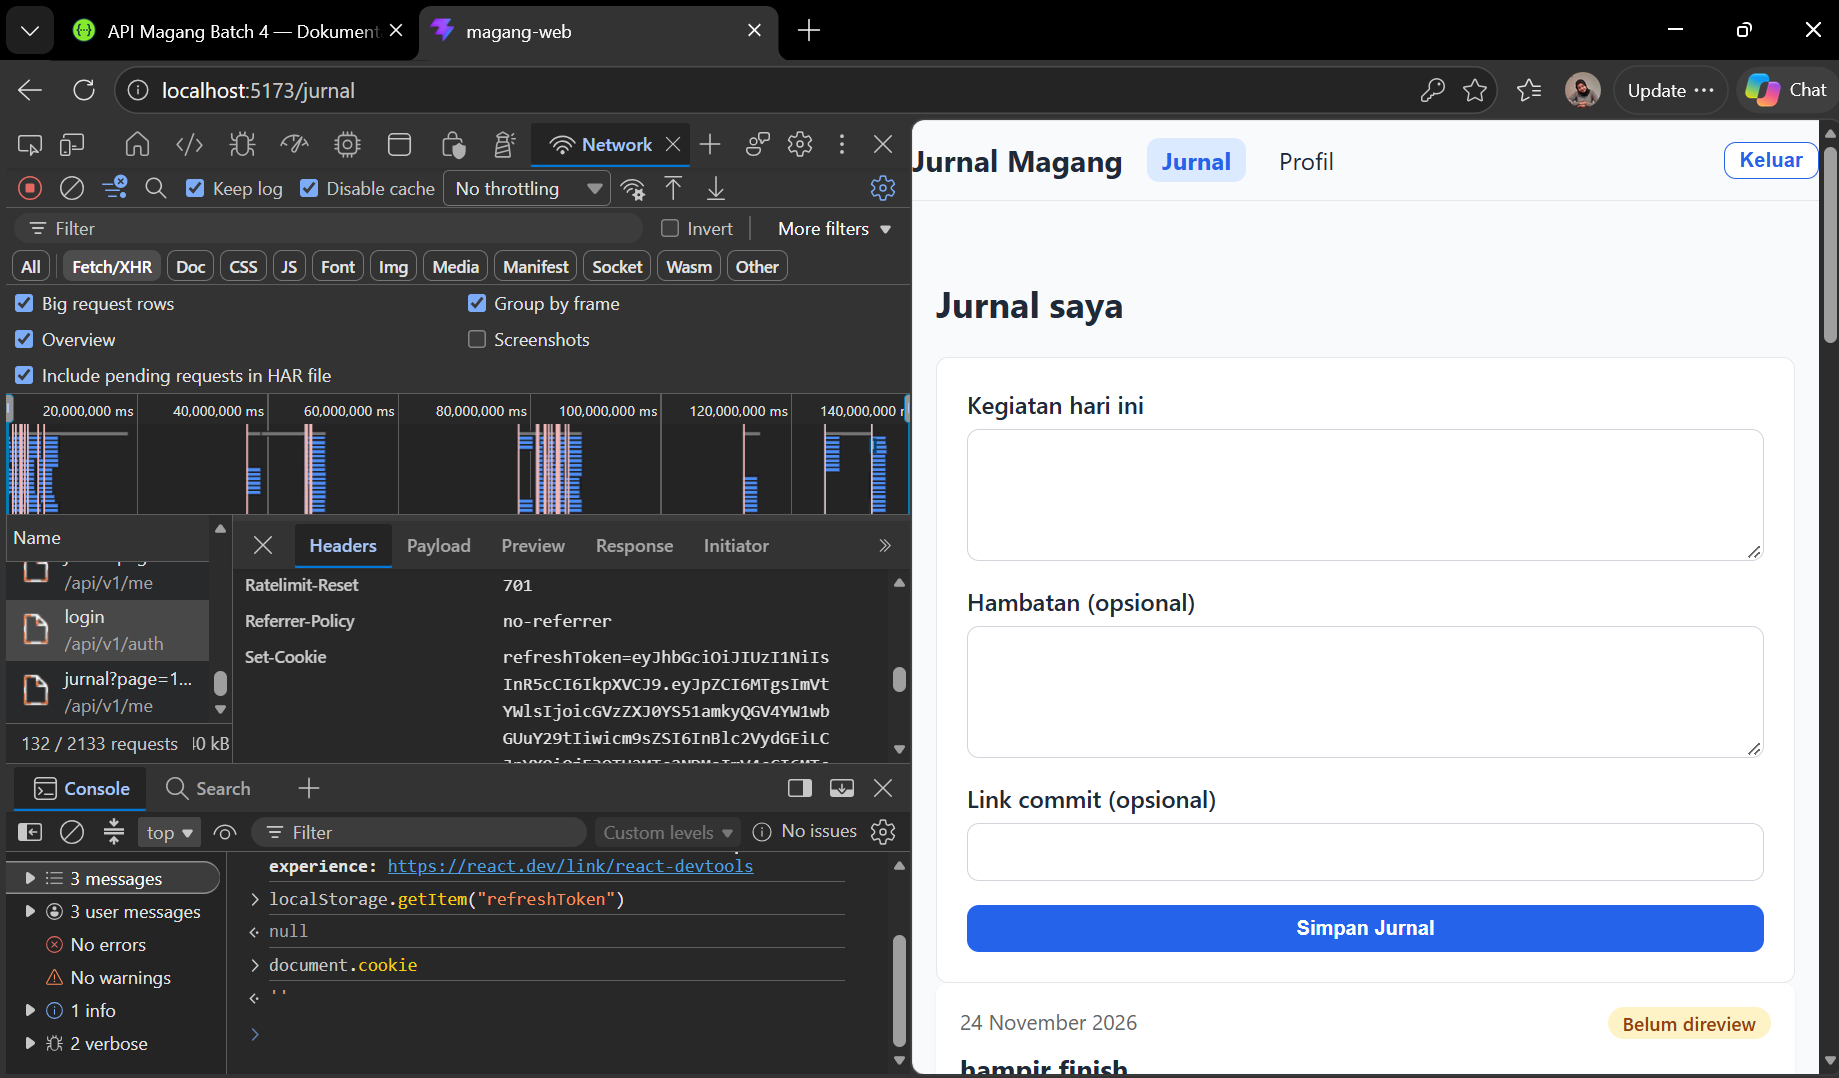 API Magang Batch 4 — Dokument
magang-web
localhost:5173/jurnal
Update
Chat
Network
Keep log
Disable cache
No throttling
Filter
Invert
More filters
All
Fetch/XHR
Doc
CSS
JS
Font
Img
Media
Manifest
Socket
Wasm
Other
Big request rows
Group by frame
Overview
Screenshots
Include pending requests in HAR file
20,000,000 ms
40,000,000 ms
60,000,000 ms
80,000,000 ms
100,000,000 ms
120,000,000 ms
140,000,000
Name
/api/v1/me
login
/api/v1/auth
jurnal?page=1...
/api/v1/me
132 / 2133 requests
0 kB
Headers
Payload
Preview
Response
Initiator
Ratelimit-Reset
701
Referrer-Policy
no-referrer
Set-Cookie
refreshToken=eyJhbGciOiJIUzI1NiIs
InR5cCI6IkpXVCJ9.eyJpZCI6MTgsImVt
YWlsIjoicGVzZXJ0YS51amkyQGV4YW1wb
GUuY29tIiwicm9sZSI6InBlc2VydGEiLC
Console
Search
top
Filter
Custom levels
No issues
3 messages
3 user messages
No errors
No warnings
1 info
2 verbose
experience: https://react.dev/link/react-devtools
localStorage.getItem("refreshToken")
null
document.cookie
''
Jurnal Magang
Jurnal
Profil
Keluar
Jurnal saya
Kegiatan hari ini
Hambatan (opsional)
Link commit (opsional)
Simpan Jurnal
24 November 2026
Belum direview
hampir finish